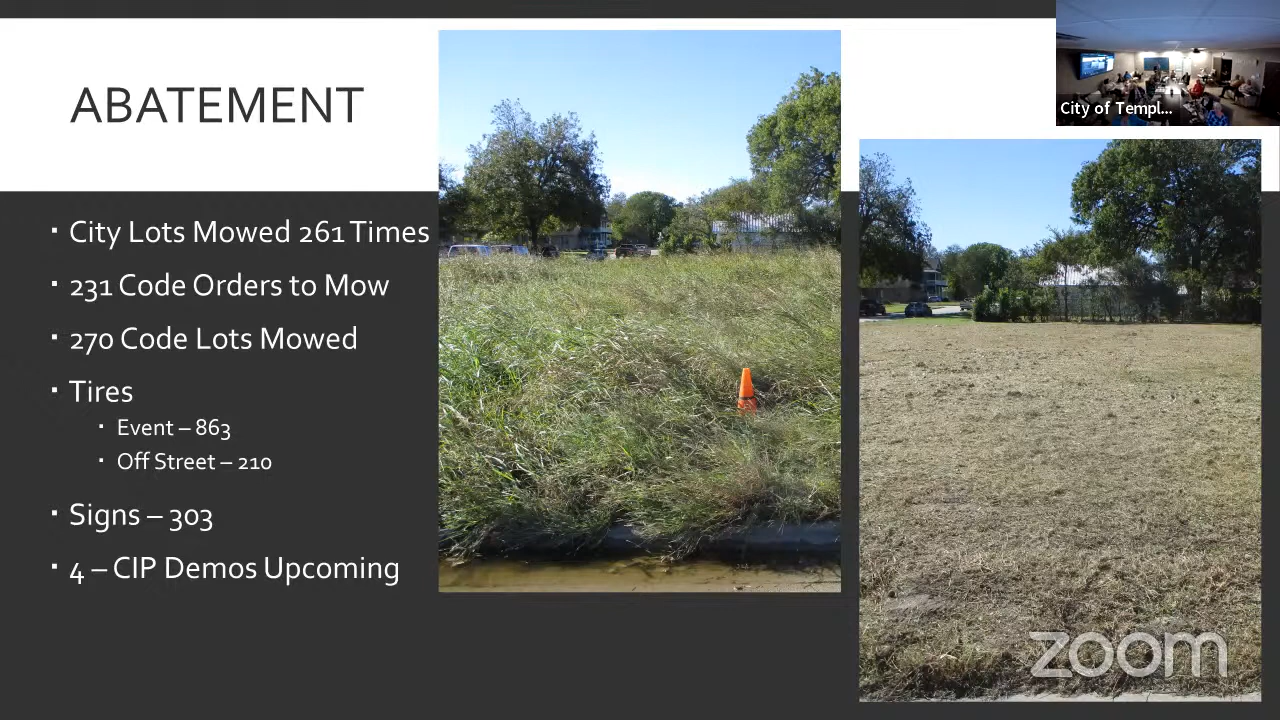 ABATEMENT
City of Templ...
▪ City Lots Mowed 261 Times
▪ 231 Code Orders to Mow
▪ 270 Code Lots Mowed
▪ Tires
▪ Event – 863
▪ Off Street – 210
▪ Signs – 303
▪ 4 – CIP Demos Upcoming
zoom